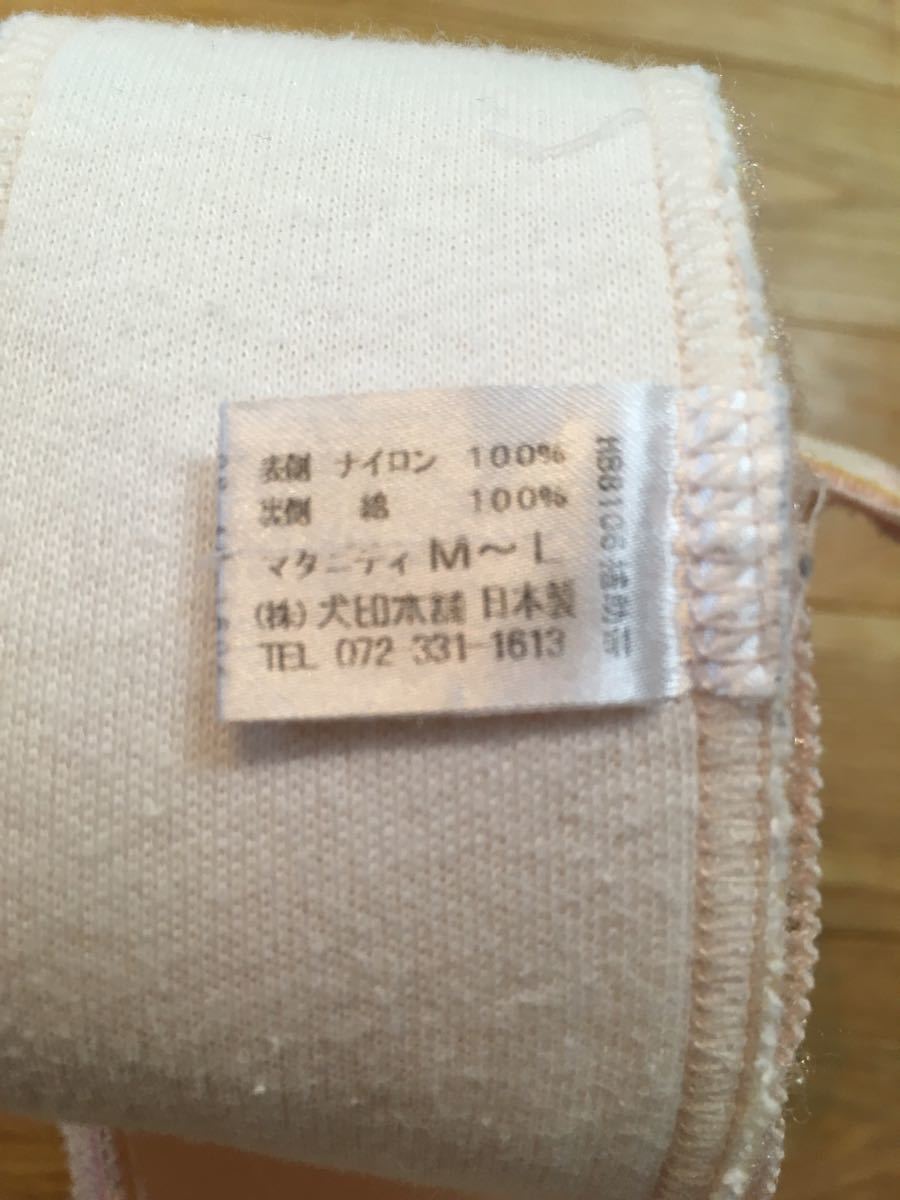 表側 ナイロン 100%
裏側 綿 100%
マタニティ M〜L
(株)犬印本舗 日本製
TEL 072 331-1613